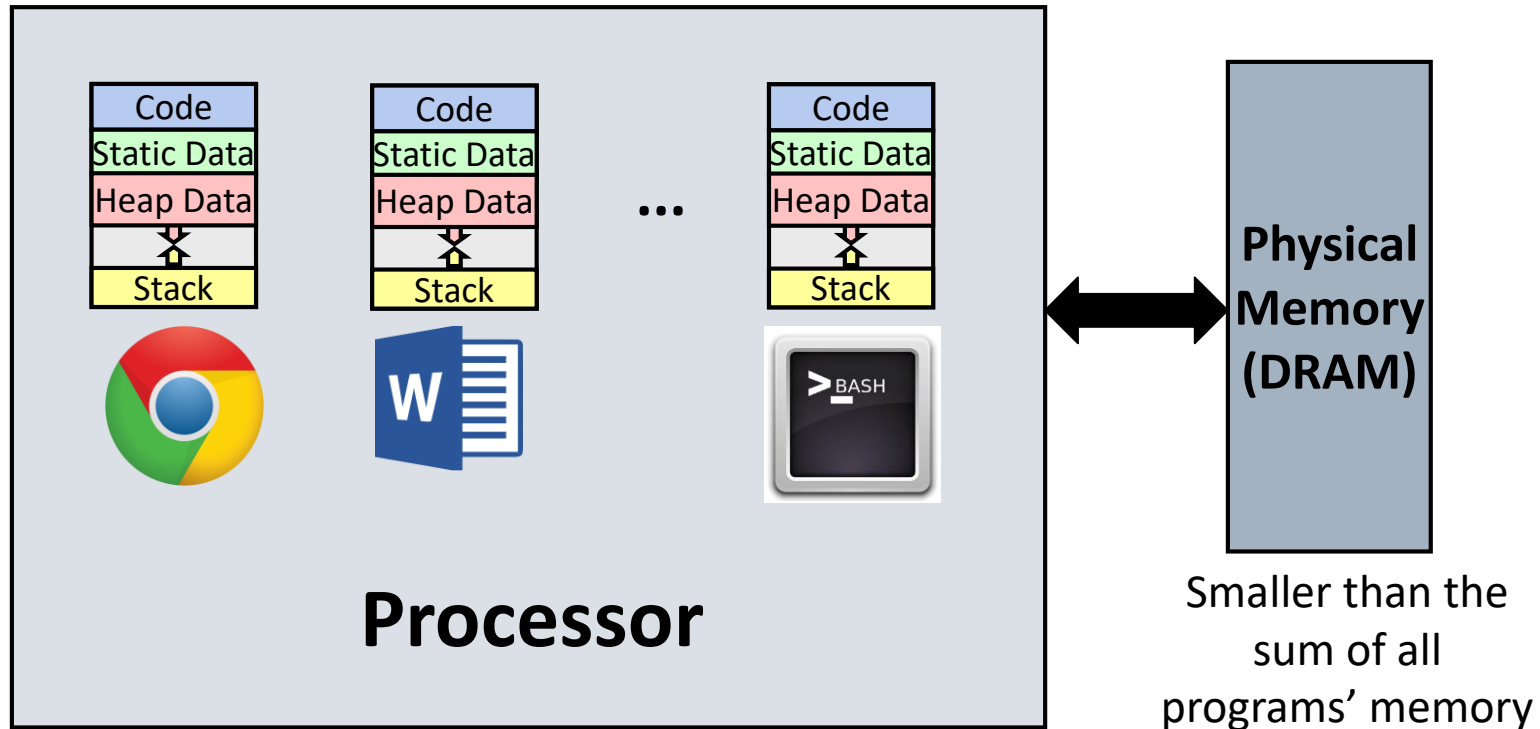 Code
Static Data
Heap Data
Stack
Code
Static Data
Heap Data
Stack
W
...
Code
Static Data
Heap Data
Stack
>_BASH
Processor
Physical
Memory
(DRAM)
Smaller than the
sum of all
programs’ memory